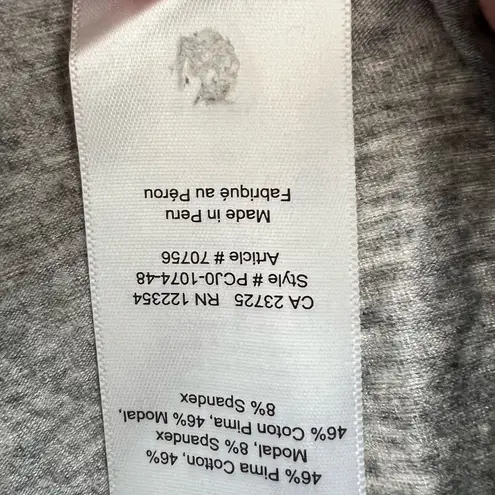 46% Pima Cotton, 46%
Modal, 8% Spandex
46% Coton Pima, 46% Modal,
8% Spandex
CA 23725 RN 122354
Style # PCJ0-1074-48
Article # 70756
Made in Peru
Fabriqué au Pérou